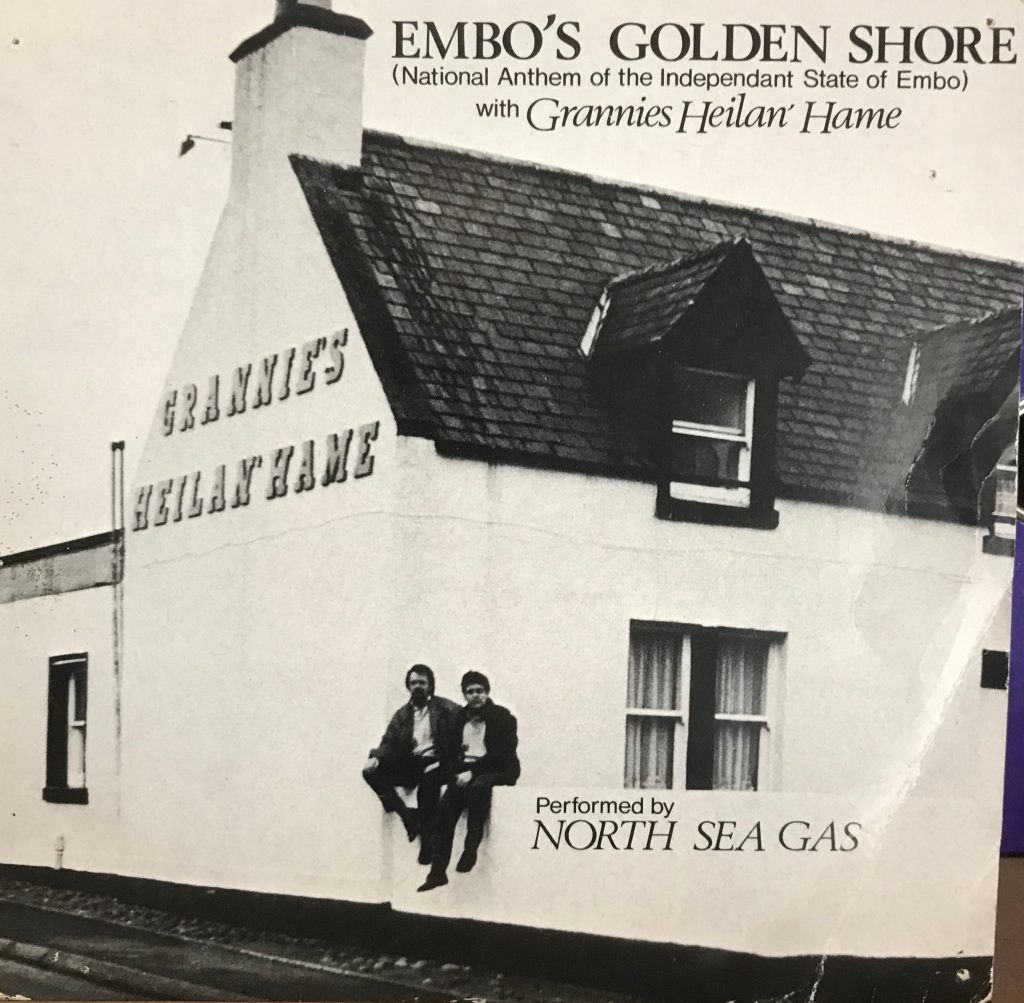 EMBO'S GOLDEN SHORE
(National Anthem of the Independant State of Embo)
with Grannies Heilan' Hame
GRANNIE'S
HEILAN' HAME
Performed by
NORTH SEA GAS